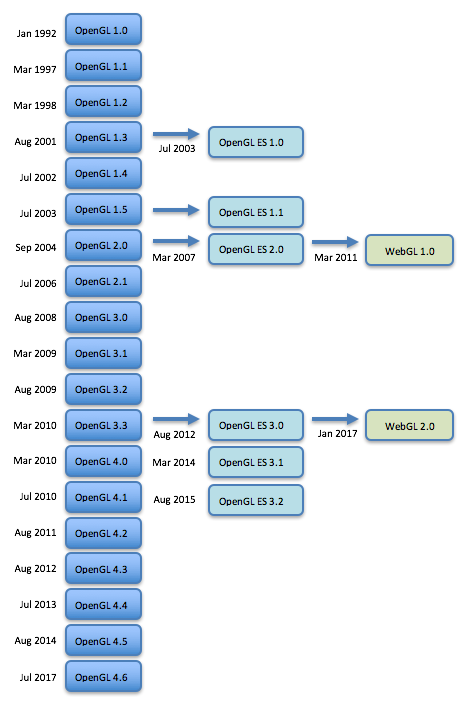 Jan 1992 OpenGL 1.0
Mar 1997 OpenGL 1.1
Mar 1998 OpenGL 1.2
Aug 2001 OpenGL 1.3 Jul 2003 OpenGL ES 1.0
Jul 2002 OpenGL 1.4
Jul 2003 OpenGL 1.5 OpenGL ES 1.1
Sep 2004 OpenGL 2.0 Mar 2007 OpenGL ES 2.0 Mar 2011 WebGL 1.0
Jul 2006 OpenGL 2.1
Aug 2008 OpenGL 3.0
Mar 2009 OpenGL 3.1
Aug 2009 OpenGL 3.2
Mar 2010 OpenGL 3.3 Aug 2012 OpenGL ES 3.0 Jan 2017 WebGL 2.0
Mar 2010 OpenGL 4.0 Mar 2014 OpenGL ES 3.1
Jul 2010 OpenGL 4.1 Aug 2015 OpenGL ES 3.2
Aug 2011 OpenGL 4.2
Aug 2012 OpenGL 4.3
Jul 2013 OpenGL 4.4
Aug 2014 OpenGL 4.5
Jul 2017 OpenGL 4.6